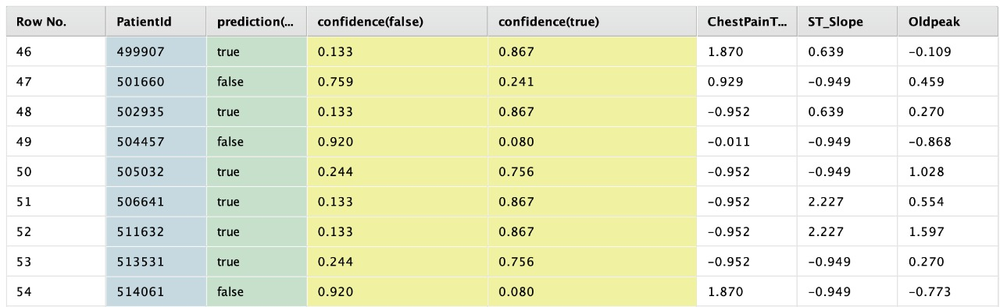 Row No. PatientId prediction(... confidence(false) confidence(true) ChestPainT... ST_Slope Oldpeak
46 499907 true 0.133 0.867 1.870 0.639 −0.109
47 501660 false 0.759 0.241 0.929 −0.949 0.459
48 502935 true 0.133 0.867 −0.952 0.639 0.270
49 504457 false 0.920 0.080 −0.011 −0.949 −0.868
50 505032 true 0.244 0.756 −0.952 −0.949 1.028
51 506641 true 0.133 0.867 −0.952 2.227 0.554
52 511632 true 0.133 0.867 −0.952 2.227 1.597
53 513531 true 0.244 0.756 −0.952 −0.949 0.270
54 514061 false 0.920 0.080 1.870 −0.949 −0.773